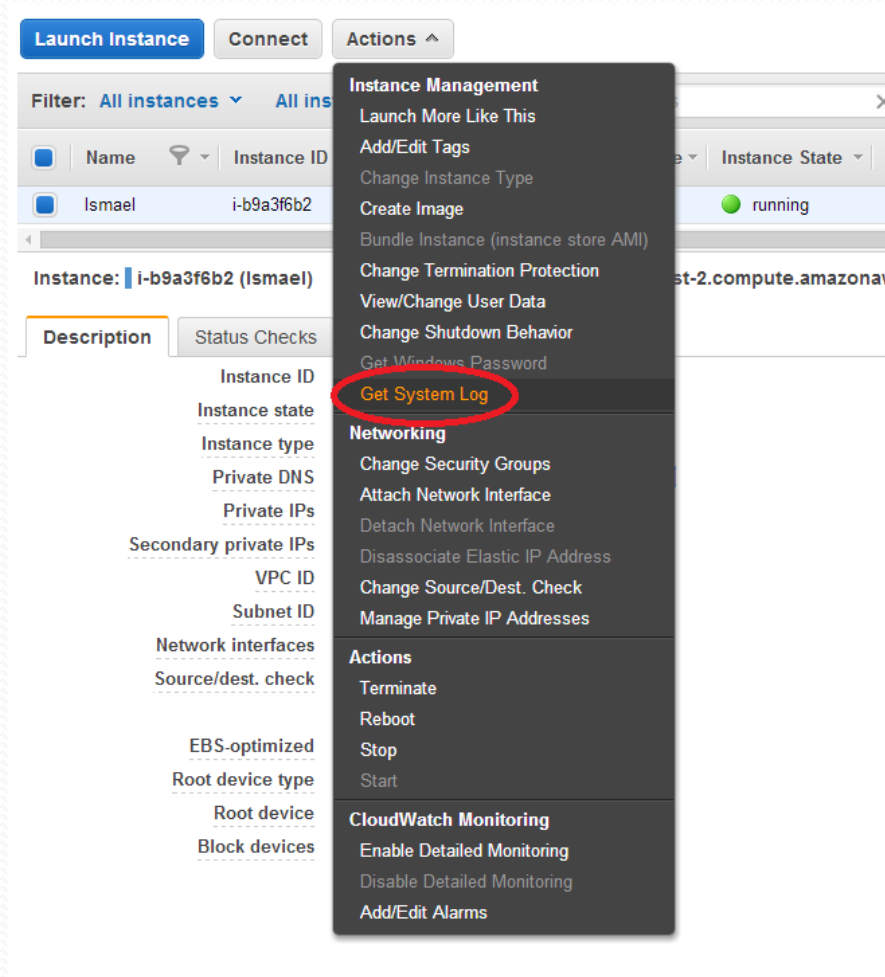 Launch Instance Connect Actions
Filter: All instances All ins
Name Instance ID Instance State
Ismael i-b9a3f6b2 running
Instance: i-b9a3f6b2 (Ismael) st-2.compute.amazonaw
Description Status Checks
Instance ID
Instance state
Instance type
Private DNS
Private IPs
Secondary private IPs
VPC ID
Subnet ID
Network interfaces
Source/dest. check
EBS-optimized
Root device type
Root device
Block devices
Instance Management
Launch More Like This
Add/Edit Tags
Change Instance Type
Create Image
Bundle Instance (instance store AMI)
Change Termination Protection
View/Change User Data
Change Shutdown Behavior
Get Windows Password
Get System Log
Networking
Change Security Groups
Attach Network Interface
Detach Network Interface
Disassociate Elastic IP Address
Change Source/Dest. Check
Manage Private IP Addresses
Actions
Terminate
Reboot
Stop
Start
CloudWatch Monitoring
Enable Detailed Monitoring
Disable Detailed Monitoring
Add/Edit Alarms